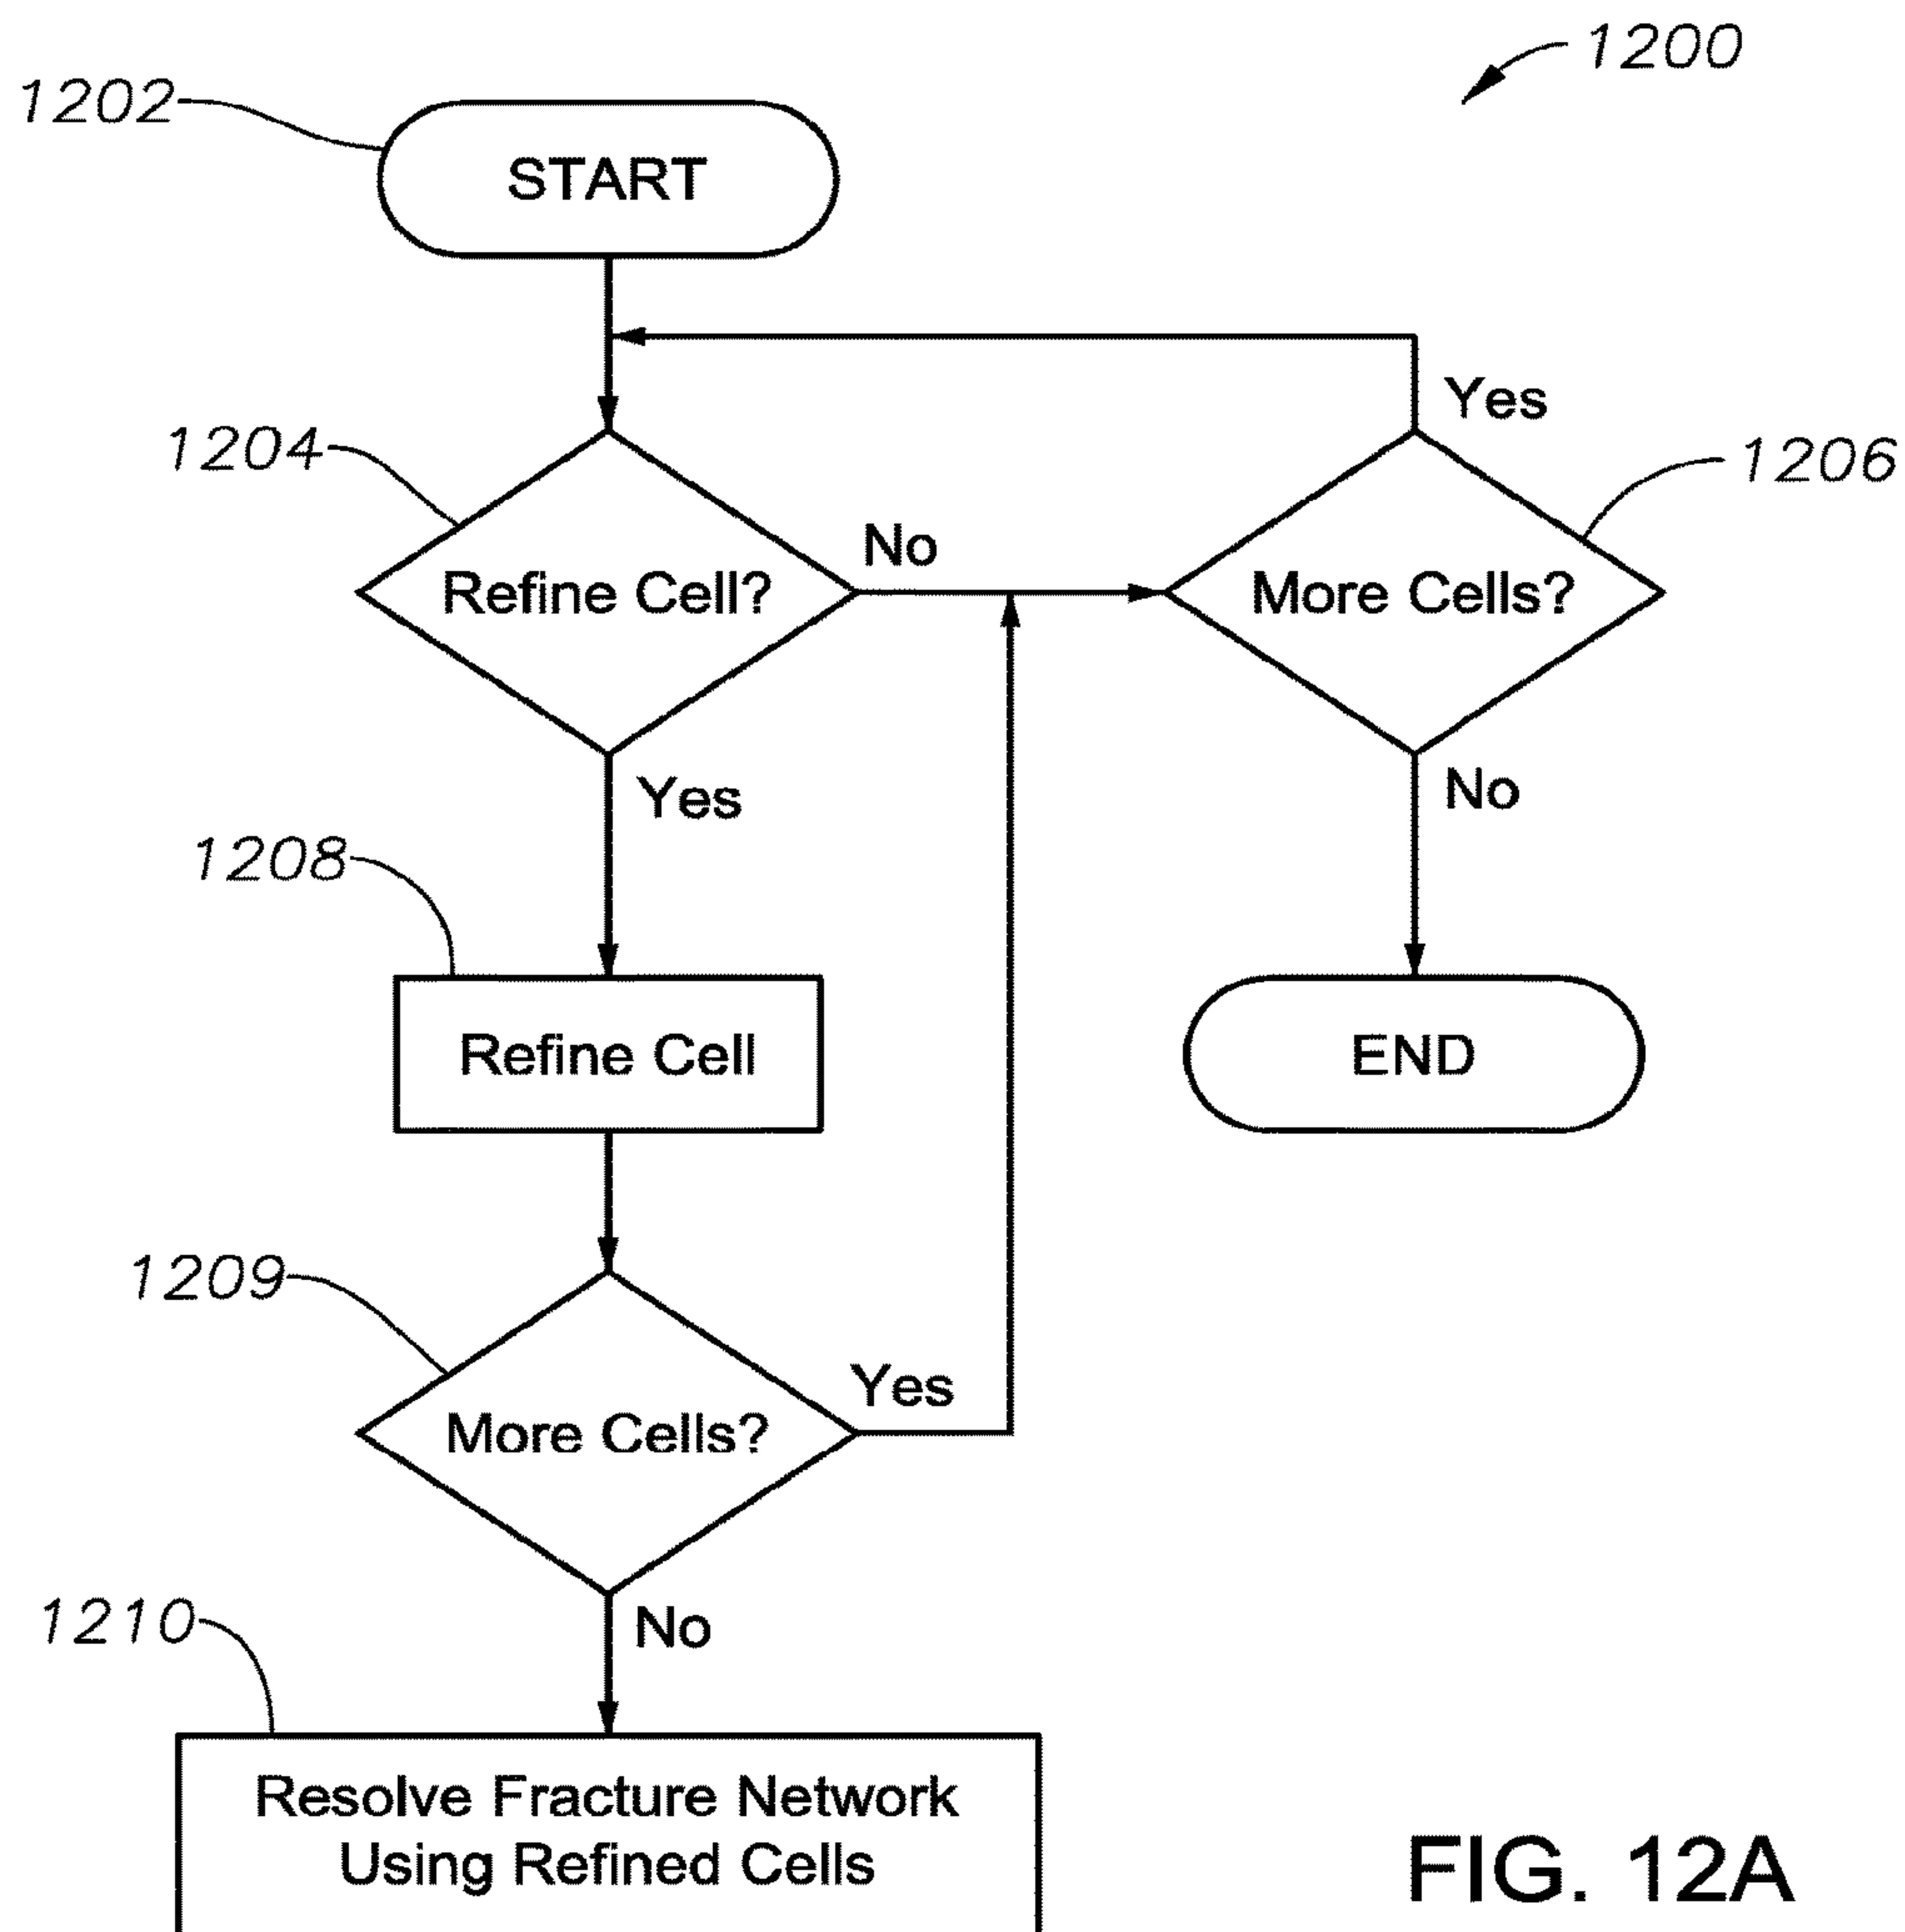 1200
1202
START
Yes
1204
1206
No
Refine Cell?
More Cells?
Yes
No
1208
Refine Cell
END
1209
Yes
More Cells?
1210
No
Resolve Fracture Network
Using Refined Cells
FIG. 12A